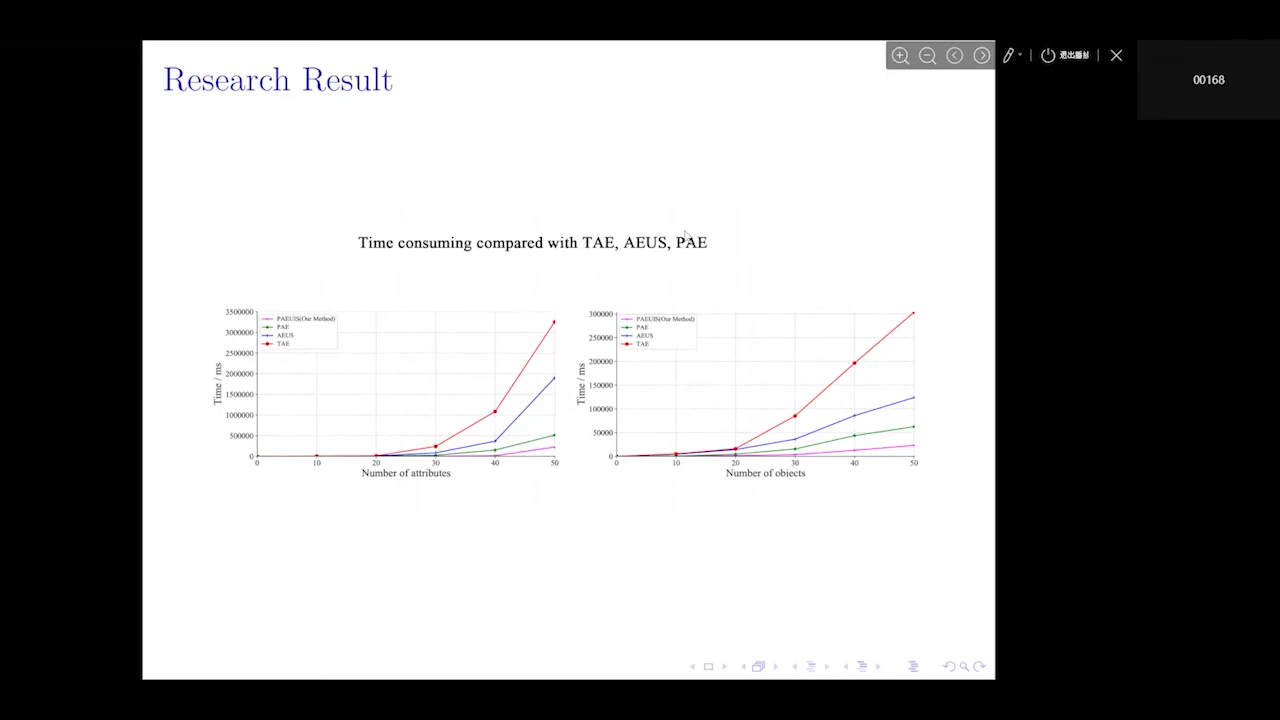 Research Result
退出播放
00168
Time consuming compared with TAE, AEUS, PAE
3500000
3000000
2500000
2000000
1500000
1000000
500000
0
Time / ms
PAEUIS(Our Method)
PAE
AEUS
TAE
0 10 20 30 40 50
Number of attributes
300000
250000
200000
150000
100000
50000
0
Time / ms
PAEUIS(Our Method)
PAE
AEUS
TAE
0 10 20 30 40 50
Number of objects